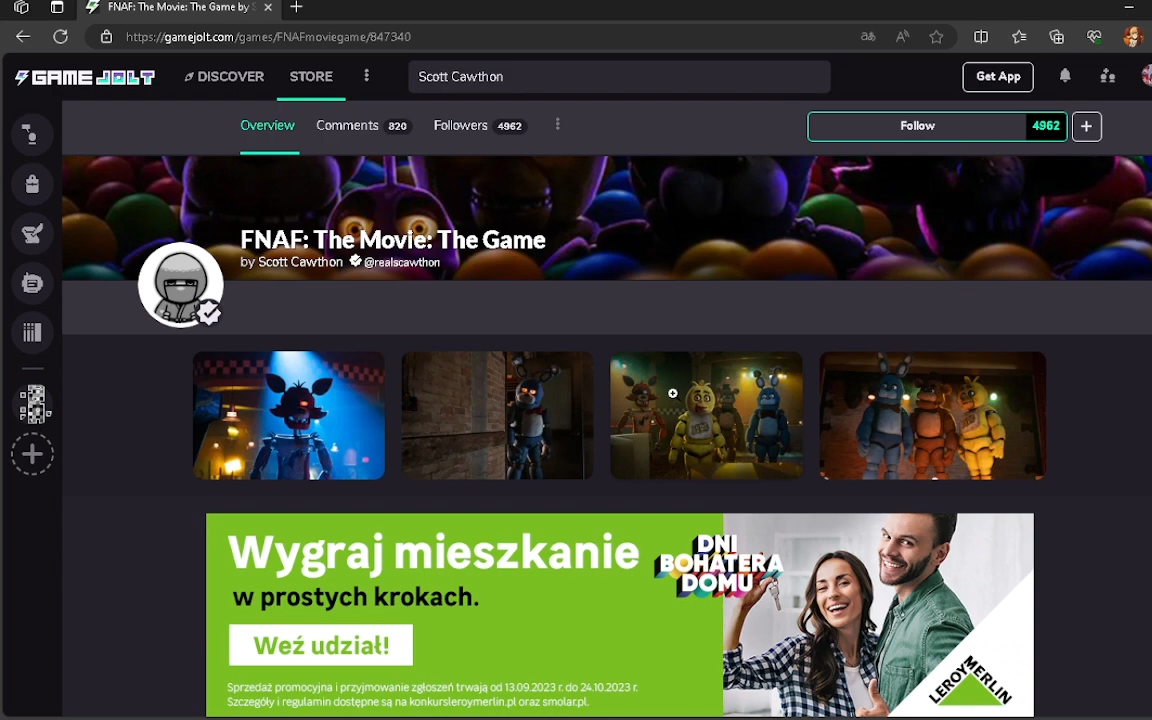 FNAF: The Movie: The Game by S
https://gamejolt.com/games/FNAFmoviegame/847340
GAME JOLT
DISCOVER
STORE
Scott Cawthon
Get App
Overview
Comments 820
Followers 4962
Follow
4962
FNAF: The Movie: The Game
by Scott Cawthon @realscawthon
Wygraj mieszkanie
w prostych krokach.
Weź udział!
Sprzedaż promocyjna i przyjmowanie zgłoszeń trwają od 13.09.2023 r. do 24.10.2023 r.
Szczegóły i regulamin dostępne są na konkursleroymerlin.pl oraz smolar.pl.
DNI
BOHATERA
DOMU
LEROY MERLIN